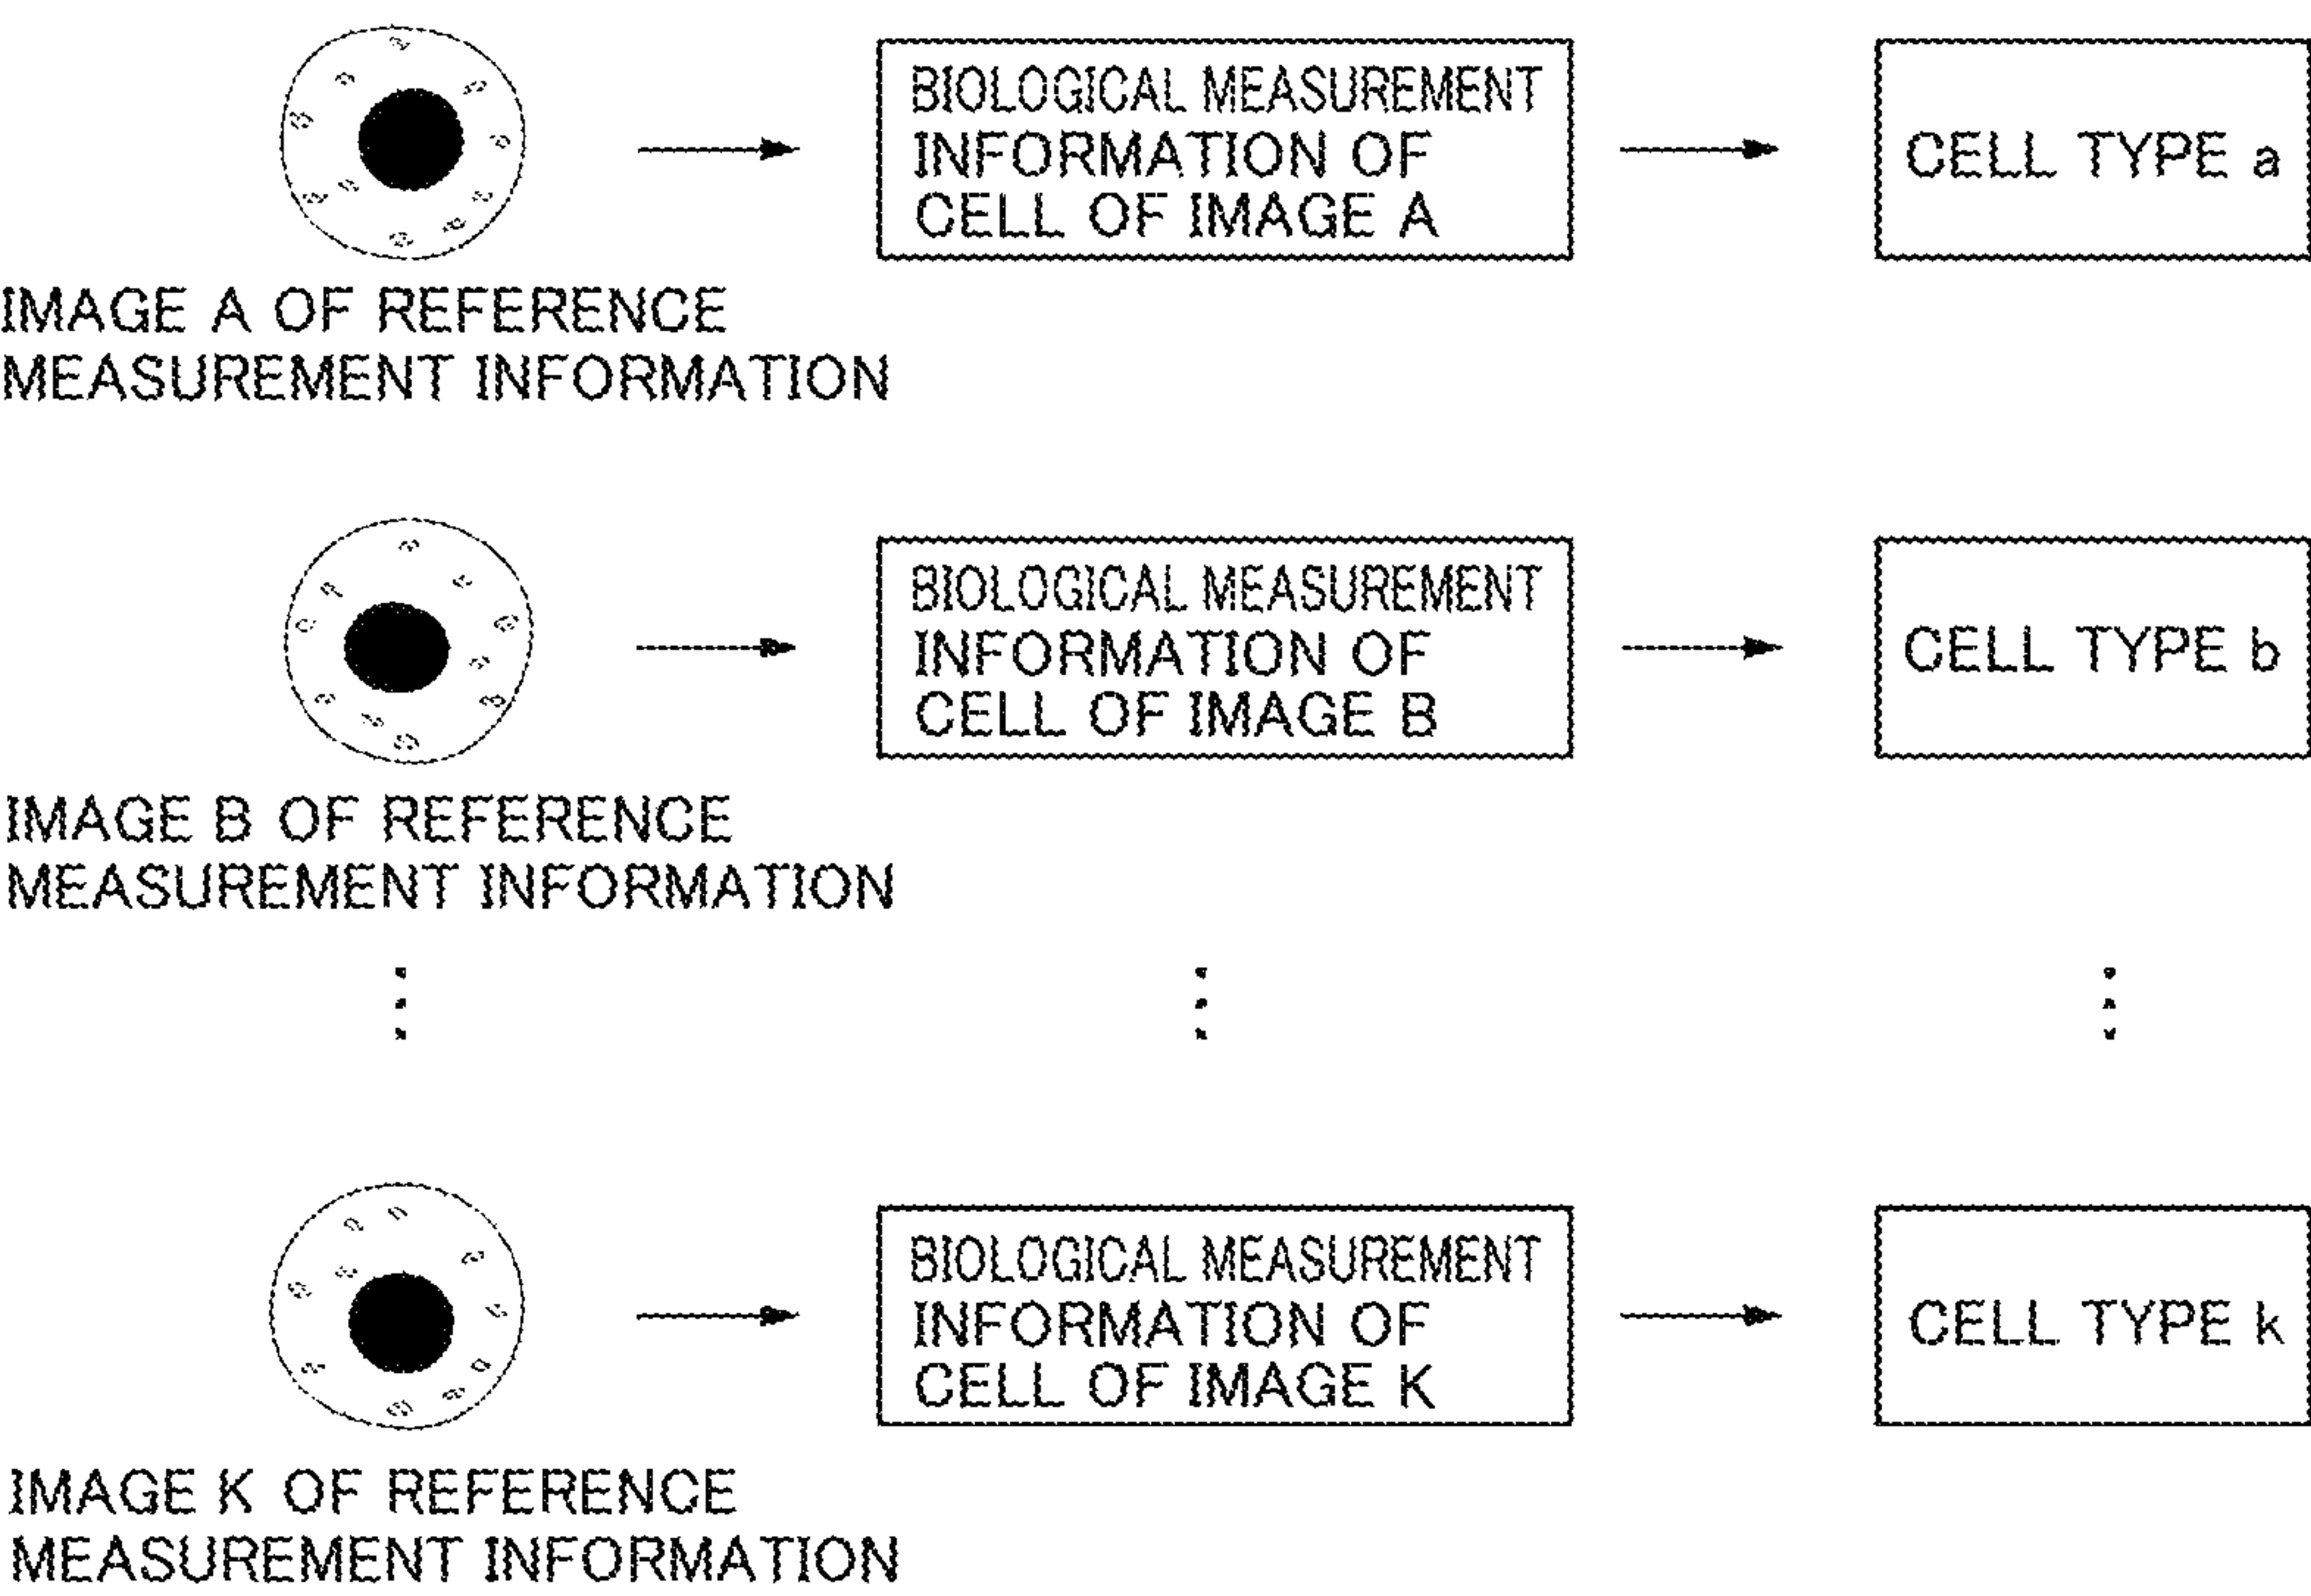 BIOLOGICAL MEASUREMENT
INFORMATION OF
CELL OF IMAGE A
CELL TYPE a
IMAGE A OF REFERENCE
MEASUREMENT INFORMATION
BIOLOGICAL MEASUREMENT
INFORMATION OF
CELL OF IMAGE B
CELL TYPE b
IMAGE B OF REFERENCE
MEASUREMENT INFORMATION
BIOLOGICAL MEASUREMENT
INFORMATION OF
CELL OF IMAGE K
CELL TYPE k
IMAGE K OF REFERENCE
MEASUREMENT INFORMATION